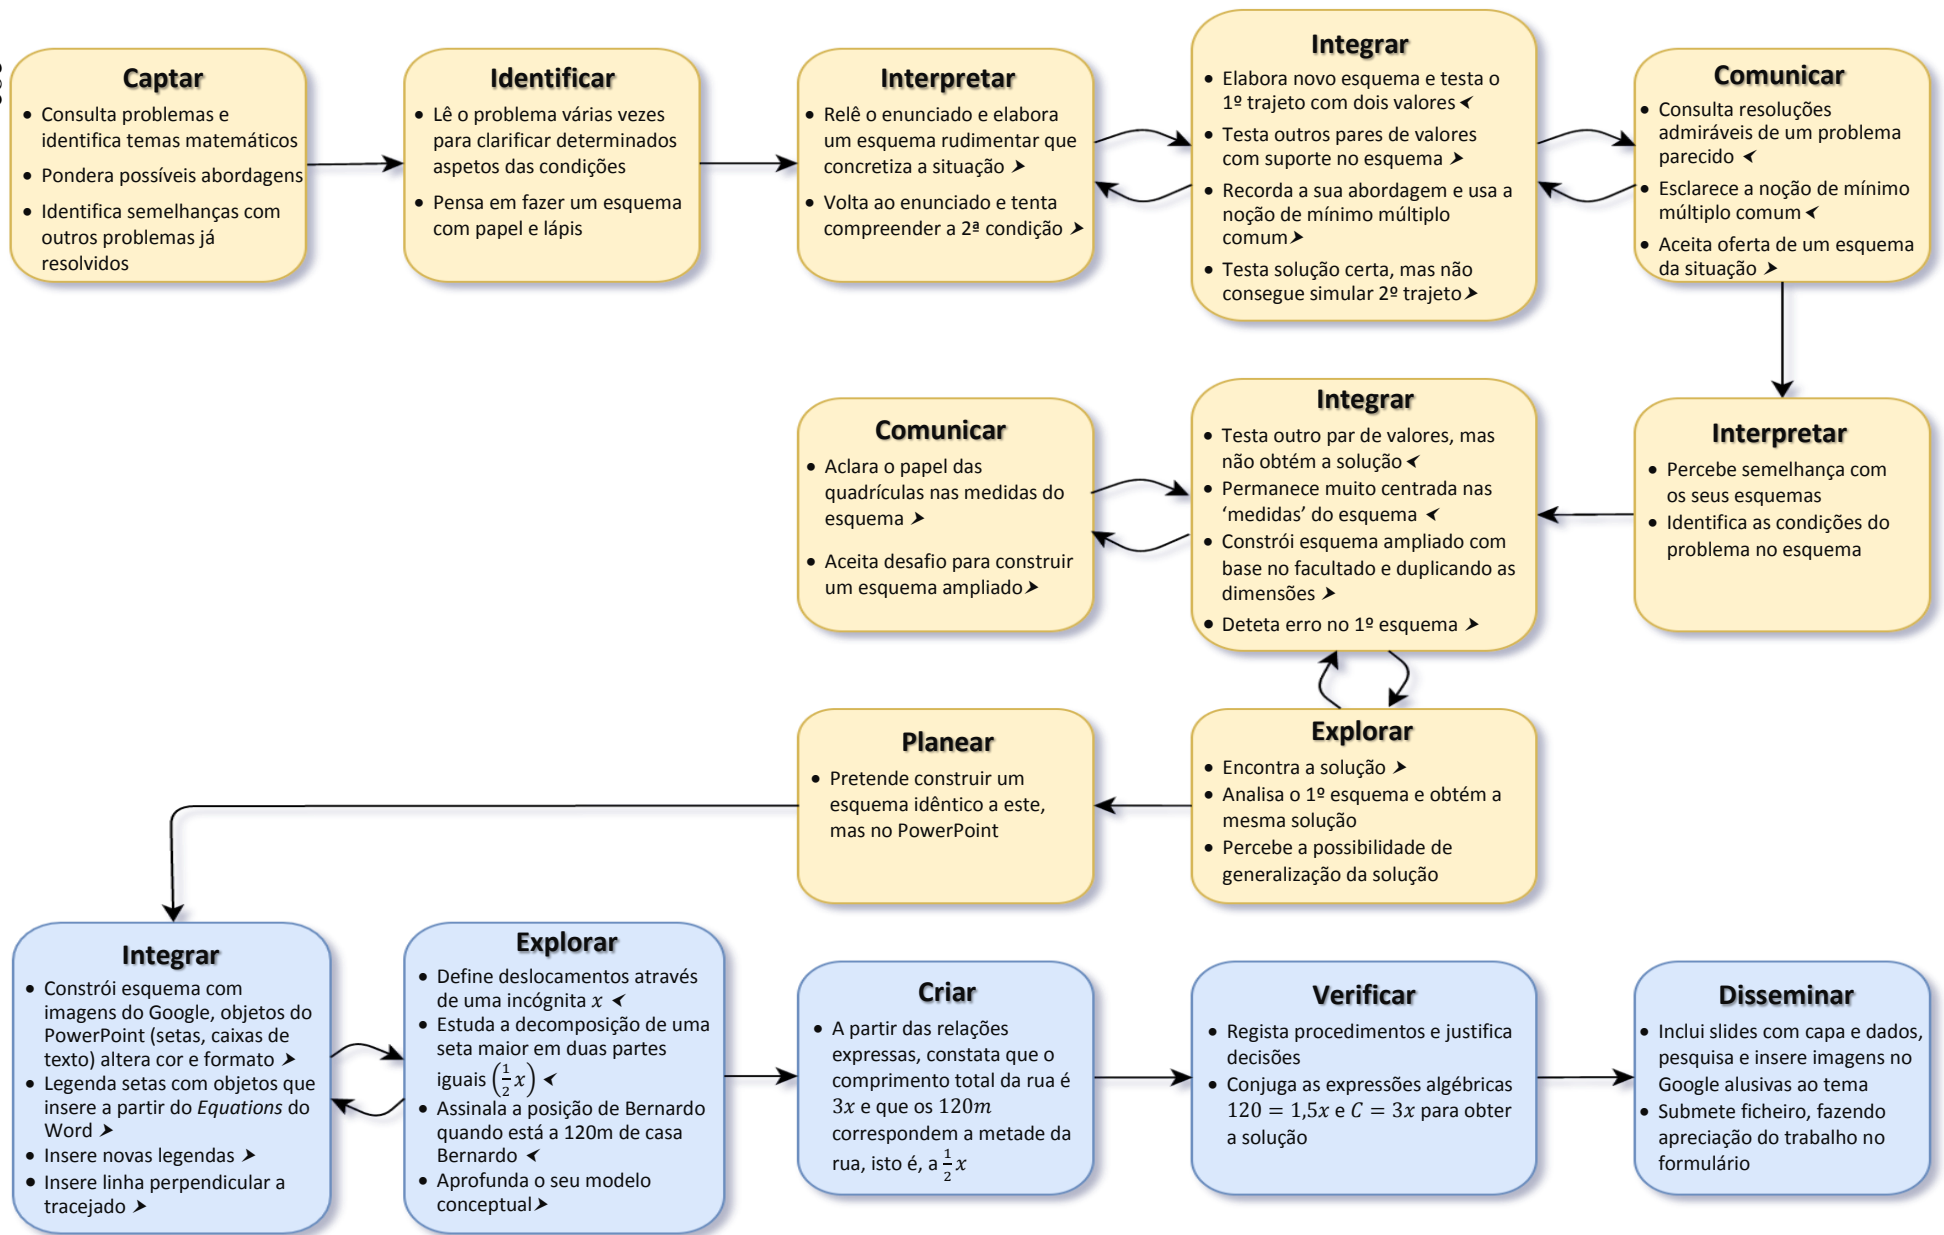 Captar
• Consulta problemas e
identifica temas matemáticos
• Pondera possíveis abordagens
• Identifica semelhanças com
outros problemas já
resolvidos
Identificar
• Lê o problema várias vezes
para clarificar determinados
aspetos das condições
• Pensa em fazer um esquema
com papel e lápis
Interpretar
• Relê o enunciado e elabora
um esquema rudimentar que
concretiza a situação ➤
• Volta ao enunciado e tenta
compreender a 2ª condição ➤
Integrar
• Elabora novo esquema e testa o
1º trajeto com dois valores ⮜
• Testa outros pares de valores
com suporte no esquema ➤
• Recorda a sua abordagem e usa a
noção de mínimo múltiplo
comum ➤
• Testa solução certa, mas não
consegue simular 2º trajeto ➤
Comunicar
• Consulta resoluções
admiráveis de um problema
parecido ⮜
• Esclarece a noção de mínimo
múltiplo comum ⮜
• Aceita oferta de um esquema
da situação ➤
Comunicar
• Aclara o papel das
quadrículas nas medidas do
esquema ➤
• Aceita desafio para construir
um esquema ampliado ➤
Integrar
• Testa outro par de valores, mas
não obtém a solução ⮜
• Permanece muito centrada nas
‘medidas’ do esquema ⮜
• Constrói esquema ampliado com
base no facultado e duplicando as
dimensões ➤
• Deteta erro no 1º esquema ➤
Interpretar
• Percebe semelhança com
os seus esquemas
• Identifica as condições do
problema no esquema
Planear
• Pretende construir um
esquema idêntico a este,
mas no PowerPoint
Explorar
• Encontra a solução ➤
• Analisa o 1º esquema e obtém a
mesma solução
• Percebe a possibilidade de
generalização da solução
Integrar
• Constrói esquema com
imagens do Google, objetos do
PowerPoint (setas, caixas de
texto) altera cor e formato ➤
• Legenda setas com objetos que
insere a partir do Equations do
Word ➤
• Insere novas legendas ➤
• Insere linha perpendicular a
tracejado ➤
Explorar
• Define deslocamentos através
de uma incógnita x ⮜
• Estuda a decomposição de uma
seta maior em duas partes
iguais (1/2 x) ⮜
• Assinala a posição de Bernardo
quando está a 120m de casa
Bernardo ⮜
• Aprofunda o seu modelo
conceptual ➤
Criar
• A partir das relações
expressas, constata que o
comprimento total da rua é
3x e que os 120m
correspondem a metade da
rua, isto é, a 1/2 x
Verificar
• Regista procedimentos e justifica
decisões
• Conjuga as expressões algébricas
120 = 1,5x e C = 3x para obter
a solução
Disseminar
• Inclui slides com capa e dados,
pesquisa e insere imagens no
Google alusivas ao tema
• Submete ficheiro, fazendo
apreciação do trabalho no
formulário